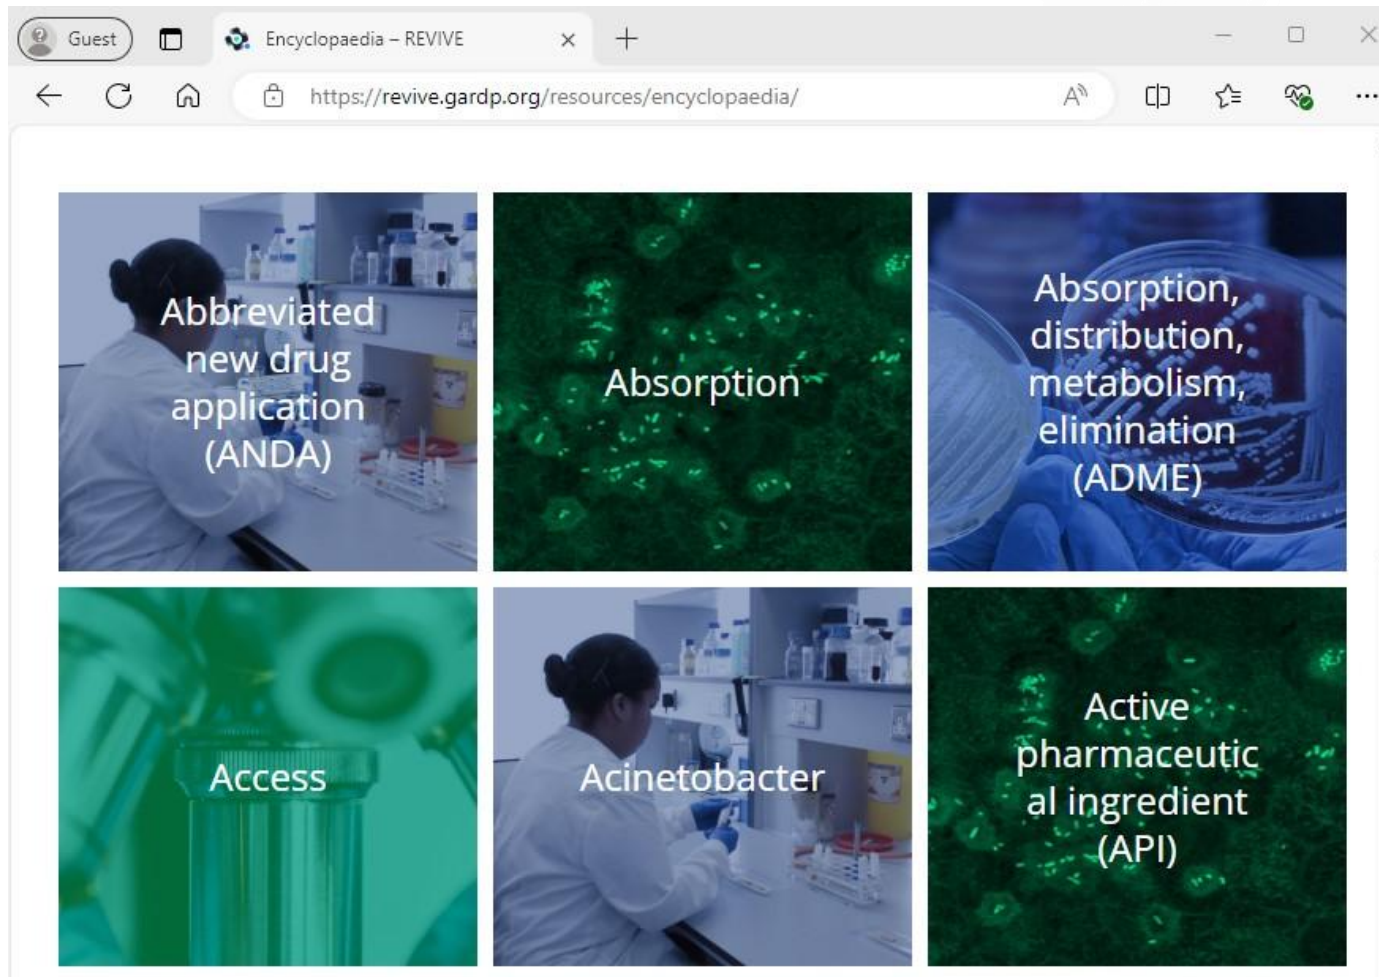 Guest
Encyclopaedia – REVIVE
https://revive.gardp.org/resources/encyclopaedia/
Abbreviated
new drug
application
(ANDA)
Absorption
Absorption,
distribution,
metabolism,
elimination
(ADME)
Access
Acinetobacter
Active
pharmaceutic
al ingredient
(API)